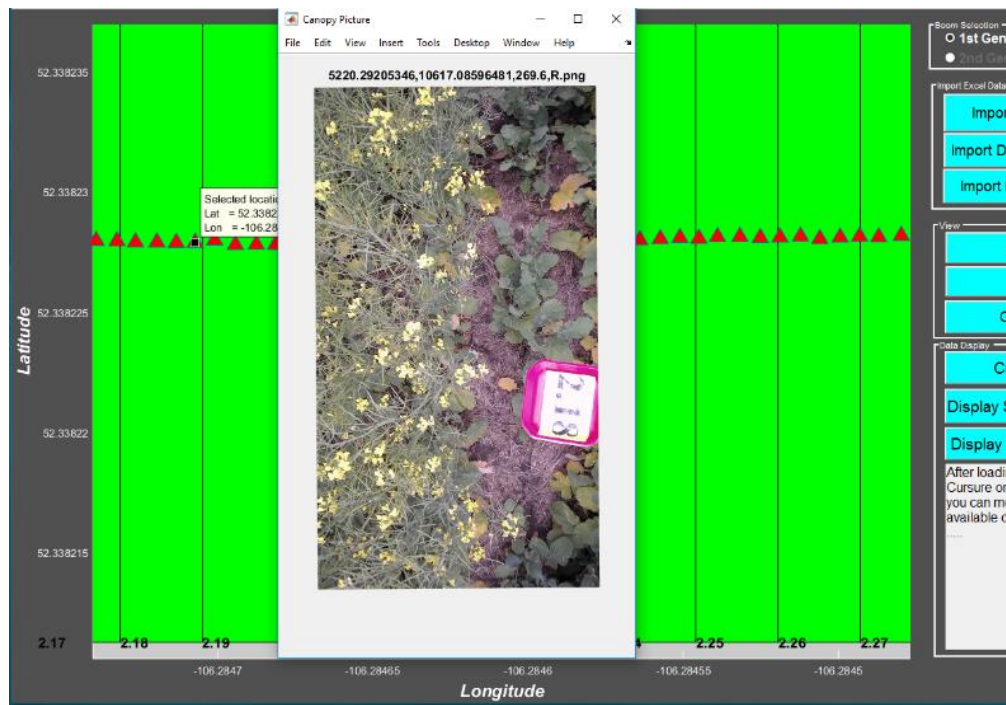 Canopy Picture
File Edit View Insert Tools Desktop Window Help
5220.29205346,10617.08596481,269.6,R.png
2.18
52.338235
52.33823
52.338225
52.33822
52.338215
Latitude
Selected locati
Lat = 52.3382
Lon = -106.28
2.17 2.18 2.19 2.25 2.26 2.27
-106.2847 -106.28465 -106.2846 -106.28455 -106.2845
Longitude
Boom Selection
1st Gen
2nd Gen
Import Excel Data
Impor
Import D
Import
View
C
Data Display
C
Display S
Display
After loadi
Cursure or
you can m
available c
.....